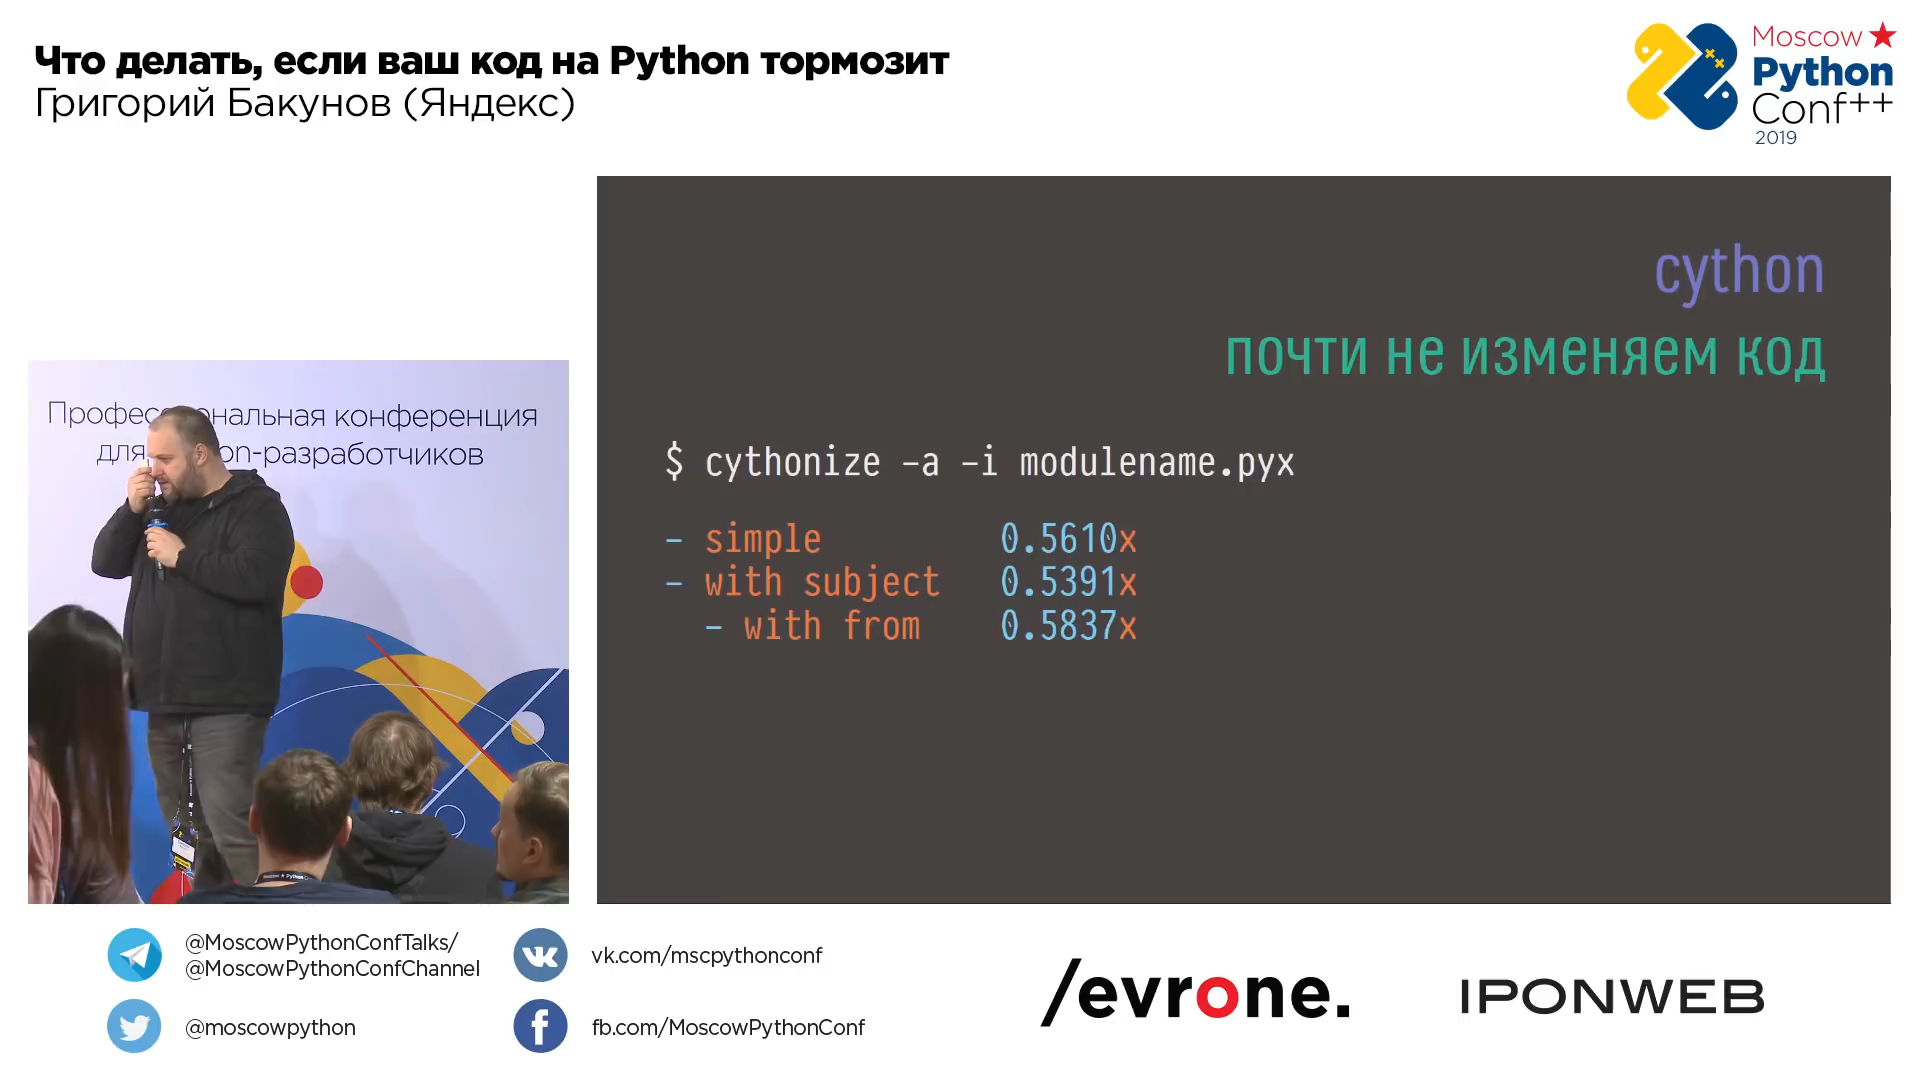 Что делать, если ваш код на Python тормозит
Григорий Бакунов (Яндекс)
Moscow
Python
Conf++
2019
cython
почти не изменяем код
$ cythonize -a -i modulename.pyx
- simple 0.5610x
- with subject 0.5391x
- with from 0.5837x
конференция
-разработчиков
@MoscowPythonConfTalks/
@MoscowPythonConfChannel
vk.com/mscpythonconf
@moscowpython
fb.com/MoscowPythonConf
/evrone.
IPONWEB